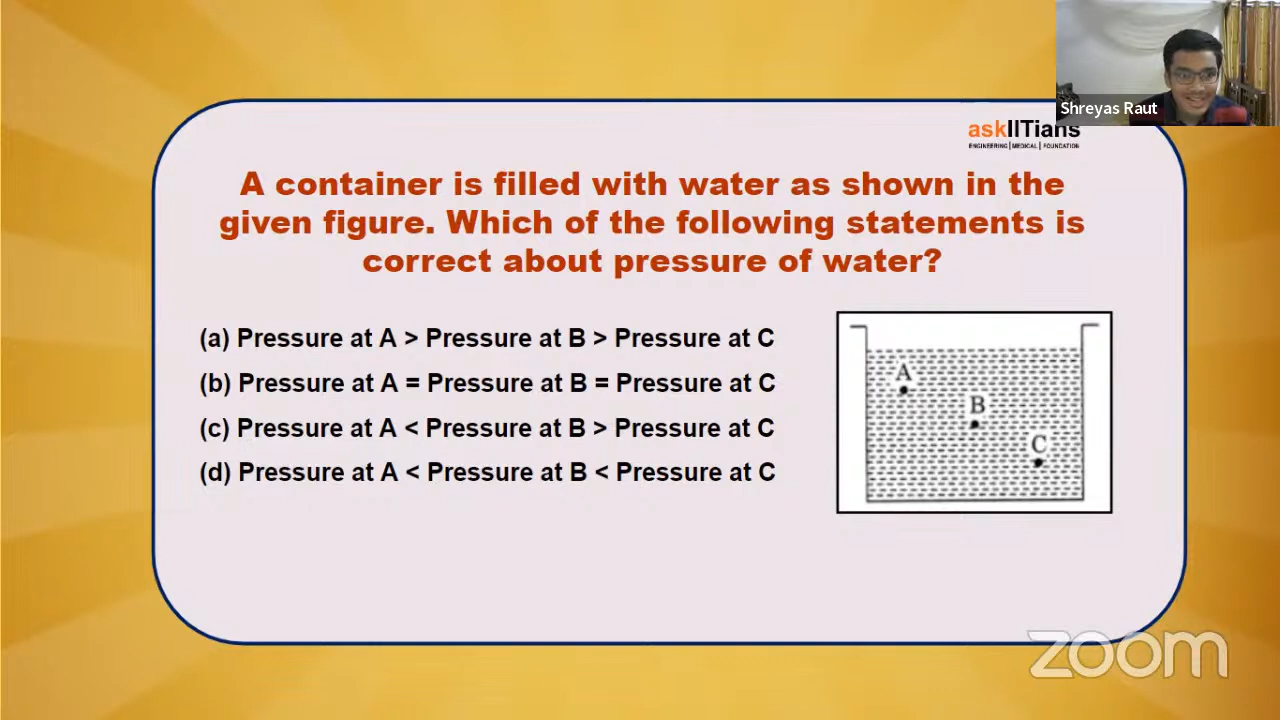 Shreyas Raut
askIITians
ENGINEERING | MEDICAL | FOUNDATION
A container is filled with water as shown in the
given figure. Which of the following statements is
correct about pressure of water?
(a) Pressure at A > Pressure at B > Pressure at C
(b) Pressure at A = Pressure at B = Pressure at C
(c) Pressure at A < Pressure at B > Pressure at C
(d) Pressure at A < Pressure at B < Pressure at C
A
B
C
zoom